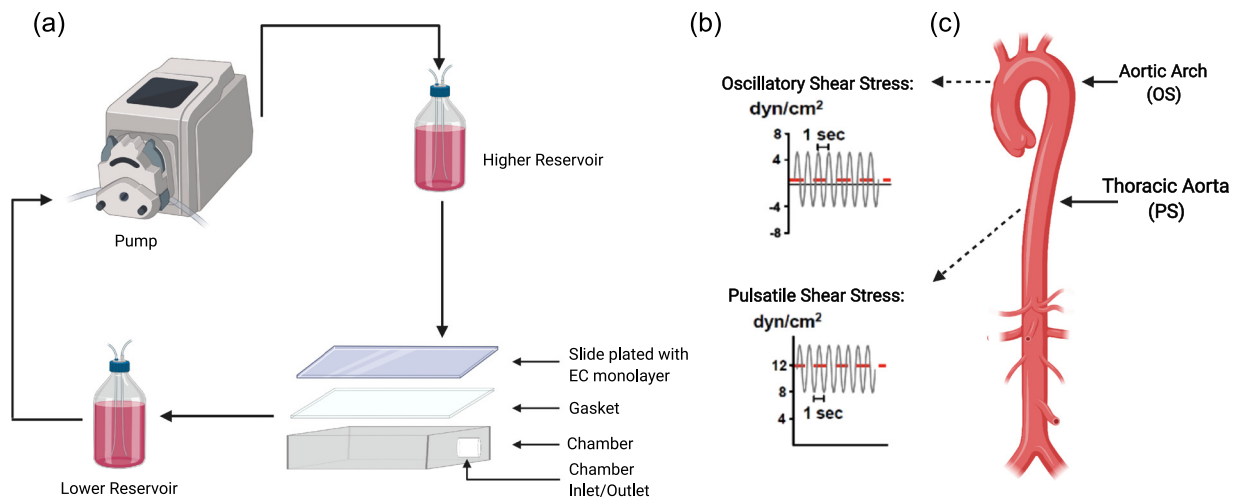 (a)
Pump
Higher Reservoir
Slide plated with
EC monolayer
Gasket
Chamber
Chamber
Inlet/Outlet
Lower Reservoir
(b)
Oscillatory Shear Stress:
dyn/cm²
8
1 sec
4
-4
-8
Pulsatile Shear Stress:
dyn/cm²
12
8
1 sec
4
(c)
Aortic Arch
(OS)
Thoracic Aorta
(PS)